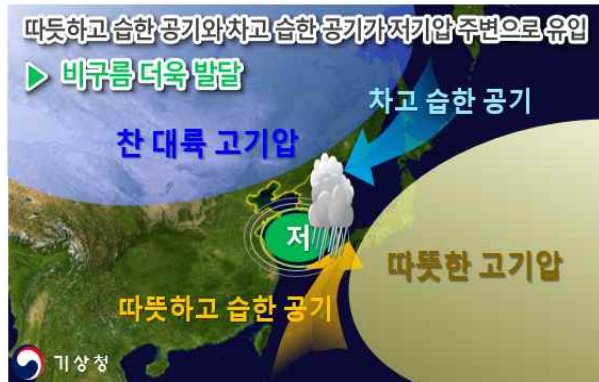 따듯하고 습한 공기와 차고 습한 공기가 저기압 주변으로 유입
▶ 비구름 더욱 발달
차고 습한 공기
찬 대륙 고기압
저
따뜻한 고기압
따뜻하고 습한 공기
기상청